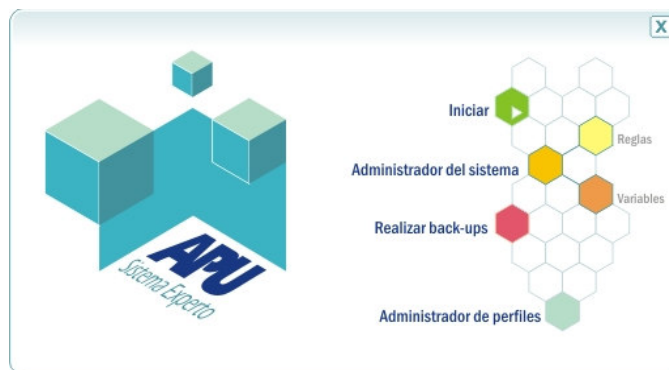 X
Iniciar
Reglas
Administrador del sistema
Variables
Realizar back-ups
APU
Sistema Experto
Administrador de perfiles